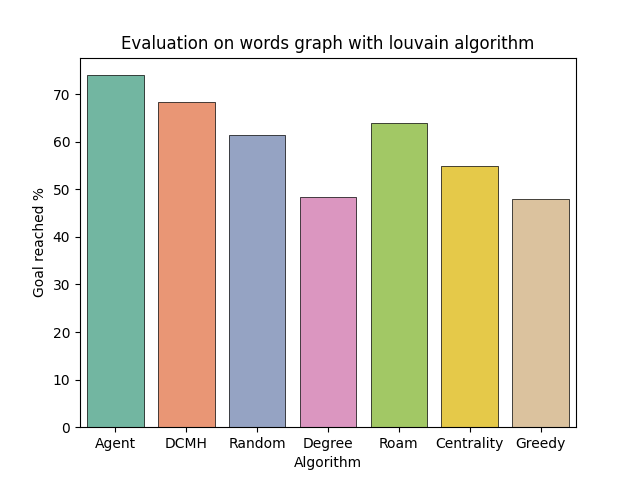 Evaluation on words graph with louvain algorithm
Goal reached %
70
60
50
40
30
20
10
0
Agent DCMH Random Degree Roam Centrality Greedy
Algorithm